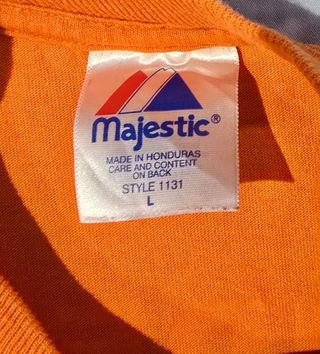 Majestic®
MADE IN HONDURAS
CARE AND CONTENT
ON BACK
STYLE 1131
L